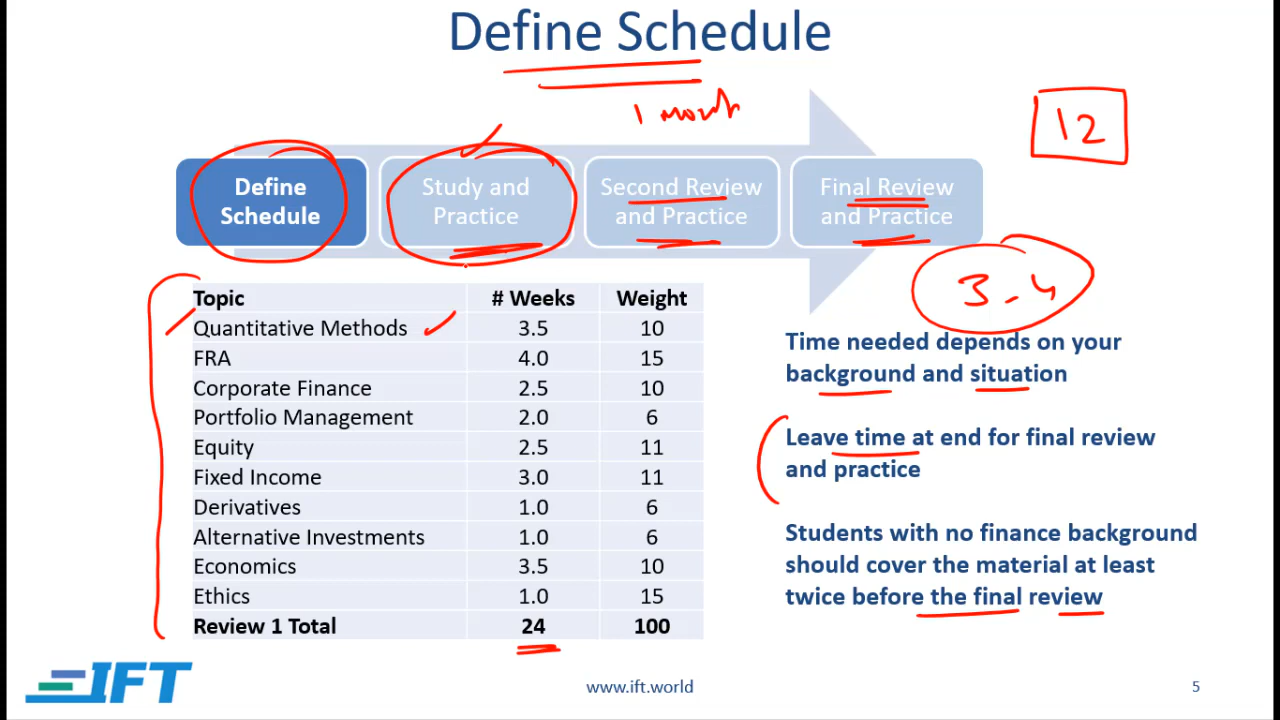 Define Schedule
1 month
12
Define Schedule
Study and Practice
Second Review and Practice
Final Review and Practice
3-4
Topic # Weeks Weight
Quantitative Methods 3.5 10
FRA 4.0 15
Corporate Finance 2.5 10
Portfolio Management 2.0 6
Equity 2.5 11
Fixed Income 3.0 11
Derivatives 1.0 6
Alternative Investments 1.0 6
Economics 3.5 10
Ethics 1.0 15
Review 1 Total 24 100
Time needed depends on your
background and situation
Leave time at end for final review
and practice
Students with no finance background
should cover the material at least
twice before the final review
IFT
www.ift.world
5